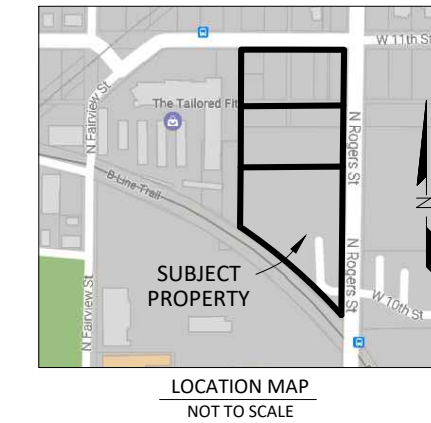 W 11th St
N Fairview St
The Tailored Fit
N Rogers St
B-Line Trail
N
SUBJECT
PROPERTY
N Rogers St
W 10th St
N Fairview St
LOCATION MAP
NOT TO SCALE